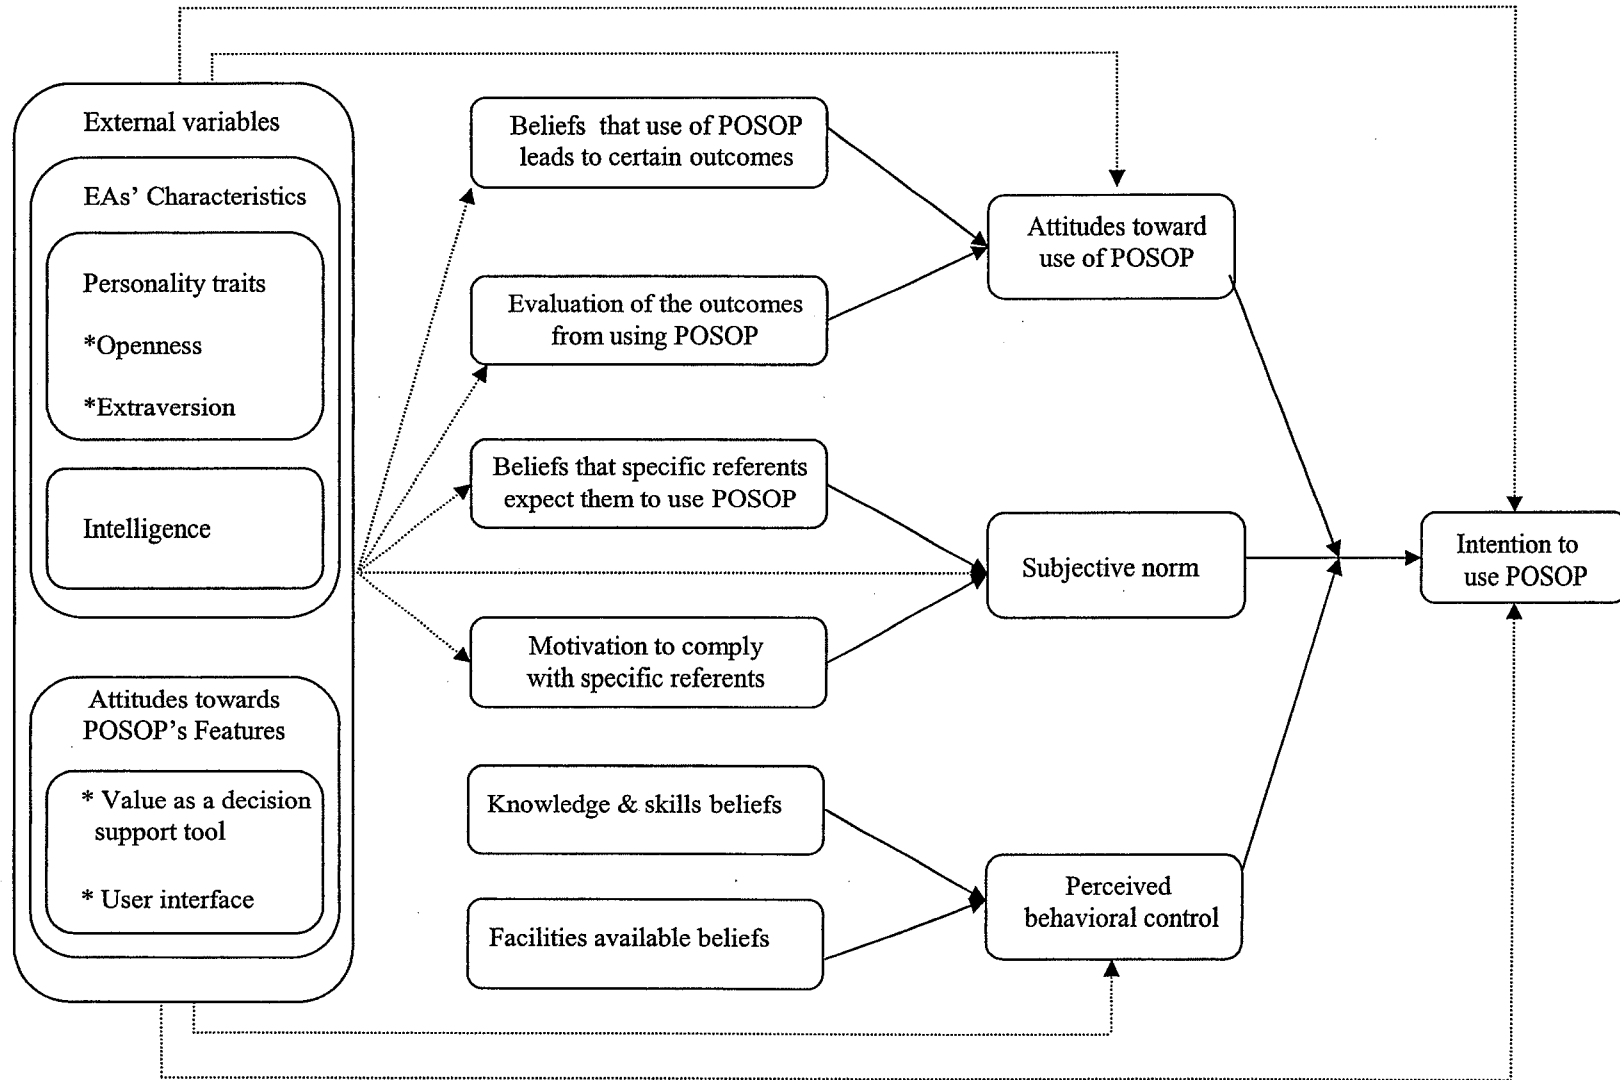 External variables
EAs’ Characteristics
Personality traits
*Openness
*Extraversion
Intelligence
Attitudes towards
POSOP’s Features
* Value as a decision
support tool
* User interface
Beliefs that use of POSOP
leads to certain outcomes
Evaluation of the outcomes
from using POSOP
Beliefs that specific referents
expect them to use POSOP
Motivation to comply
with specific referents
Knowledge & skills beliefs
Facilities available beliefs
Attitudes toward
use of POSOP
Subjective norm
Perceived
behavioral control
Intention to
use POSOP